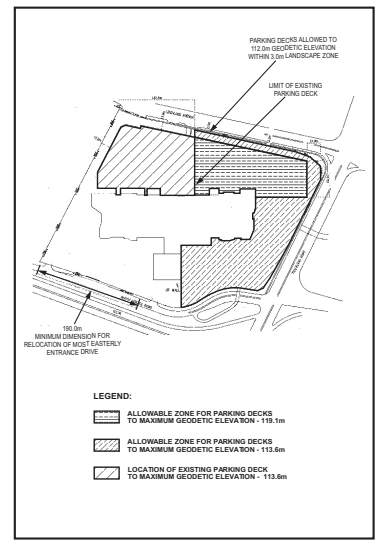 PARKING DECKS ALLOWED TO
112.0m GEODETIC ELEVATION
WITHIN 3.0m LANDSCAPE ZONE
LIMIT OF EXISTING
PARKING DECK
190.0m
MINIMUM DIMENSION FOR
RELOCATION OF MOST EASTERLY
ENTRANCE DRIVE
LEGEND:
ALLOWABLE ZONE FOR PARKING DECKS
TO MAXIMUM GEODETIC ELEVATION - 119.1m
ALLOWABLE ZONE FOR PARKING DECKS
TO MAXIMUM GEODETIC ELEVATION - 113.6m
LOCATION OF EXISTING PARKING DECK
TO MAXIMUM GEODETIC ELEVATION - 113.6m